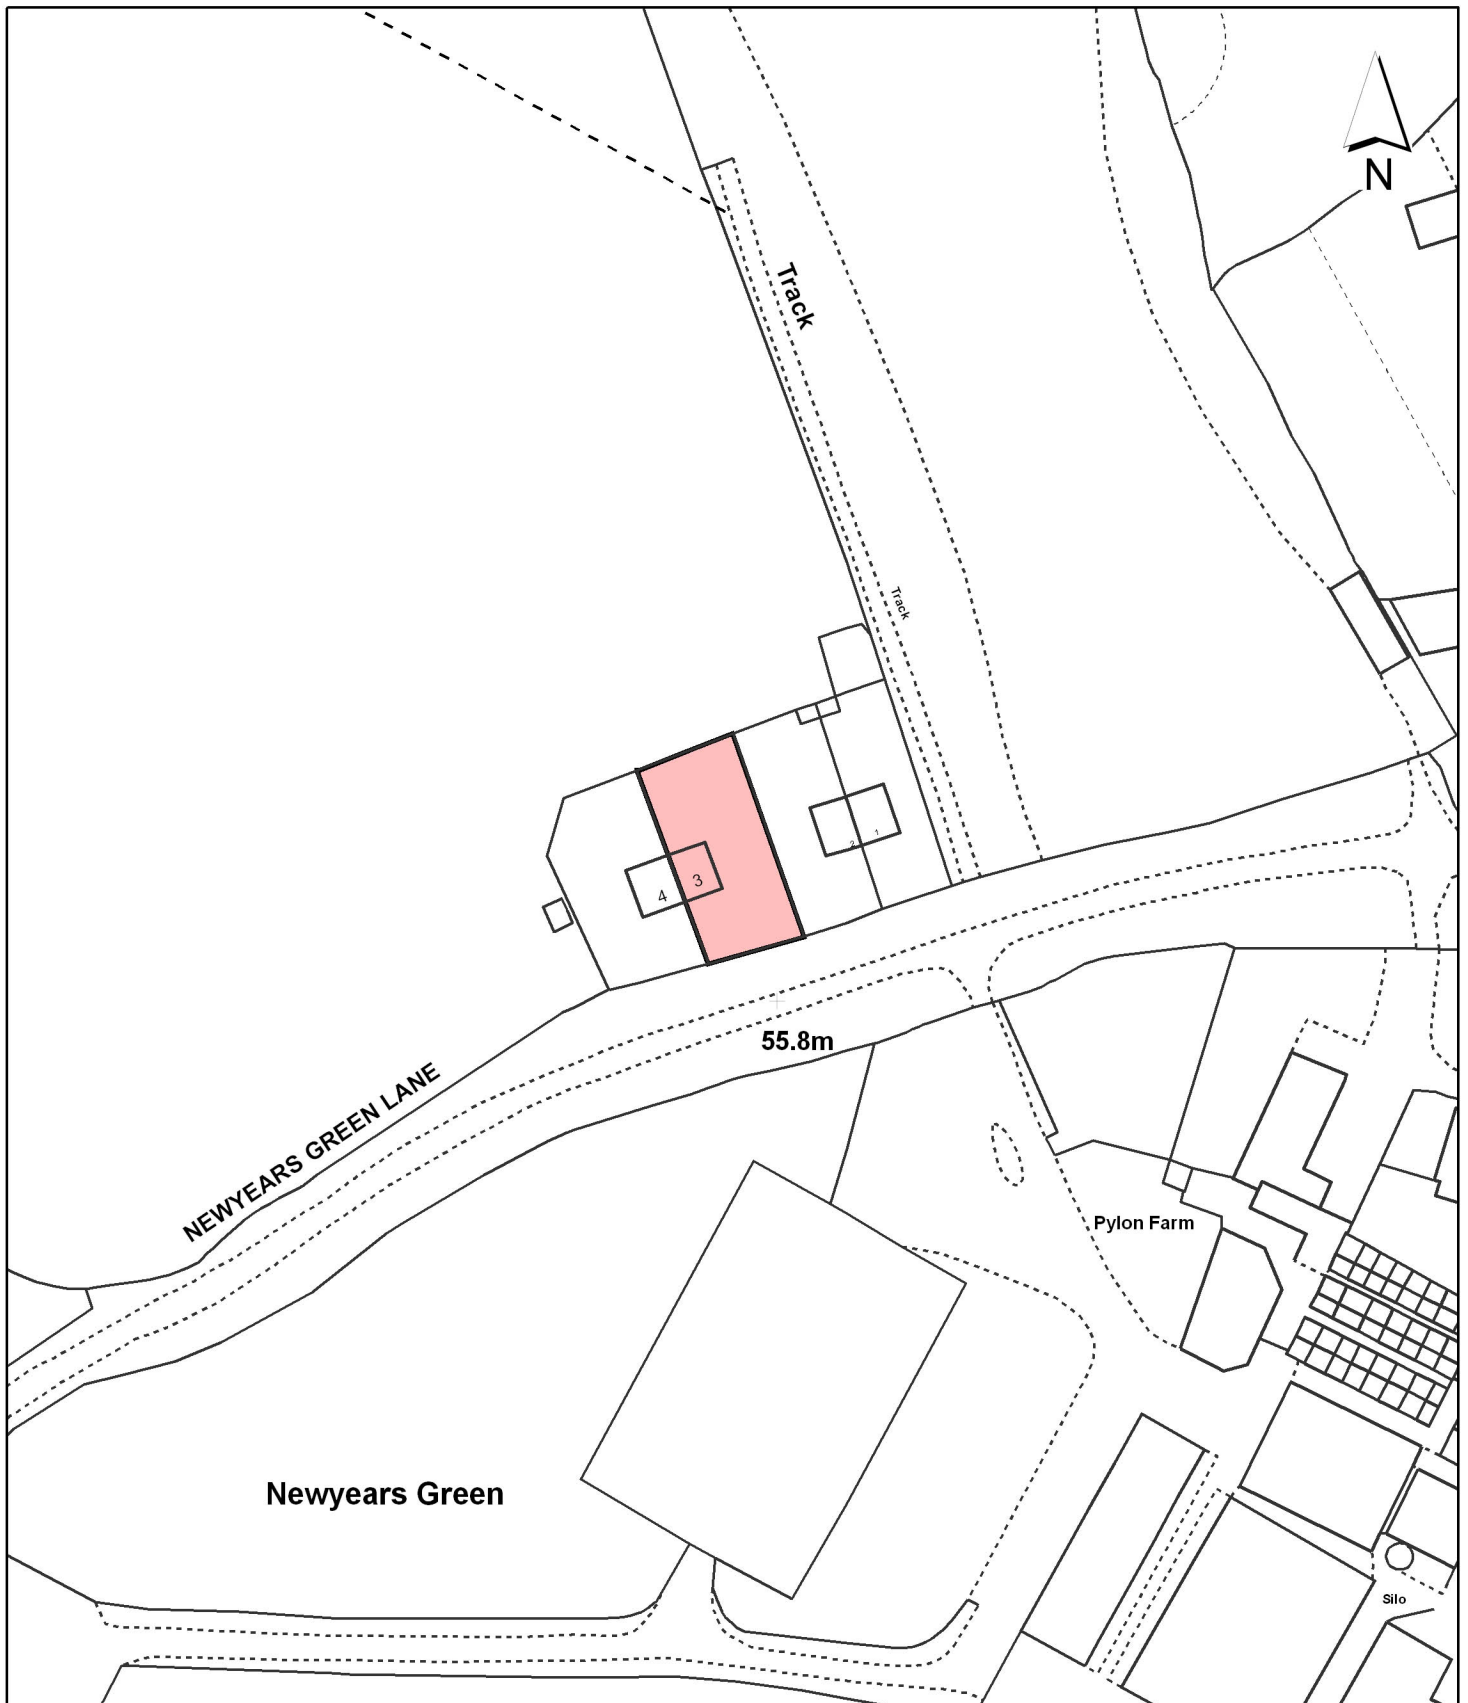 N
Track
Track
1
2
3
4
55.8m
NEWYEARS GREEN LANE
Pylon Farm
Newyears Green
Silo